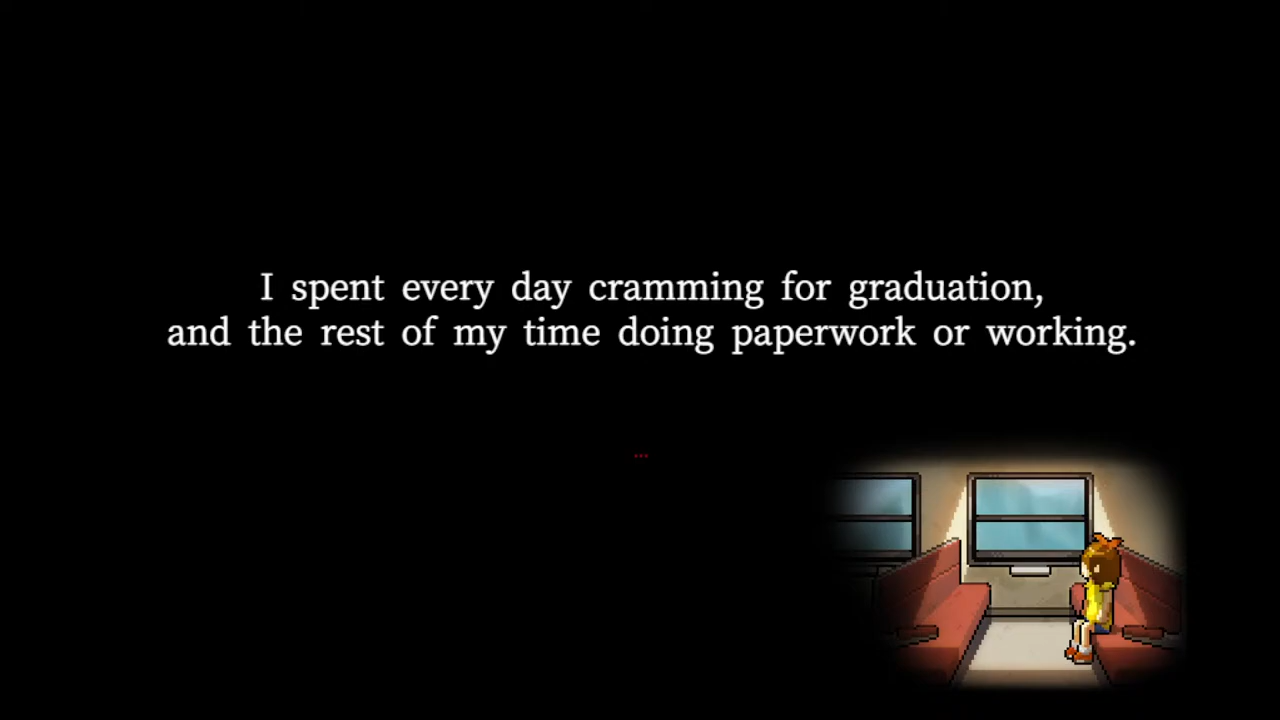 I spent every day cramming for graduation,
and the rest of my time doing paperwork or working.
...